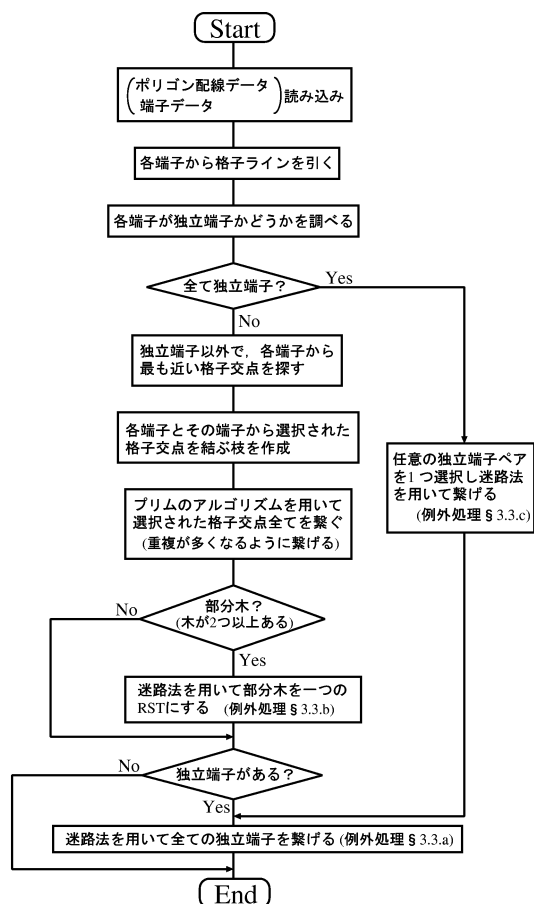 Start
ポリゴン配線データ
端子データ
読み込み
各端子から格子ラインを引く
各端子が独立端子かどうかを調べる
全て独立端子？
Yes
No
独立端子以外で，各端子から
最も近い格子交点を探す
各端子とその端子から選択された
格子交点を結ぶ枝を作成
任意の独立端子ペア
を1つ選択し迷路法
を用いて繋げる
(例外処理§3.3.c)
プリムのアルゴリズムを用いて
選択された格子交点全てを繋ぐ
(重複が多くなるように繋げる)
部分木？
(木が2つ以上ある)
No
Yes
迷路法を用いて部分木を一つの
RSTにする (例外処理§3.3.b)
独立端子がある？
No
Yes
迷路法を用いて全ての独立端子を繋げる(例外処理§3.3.a)
End